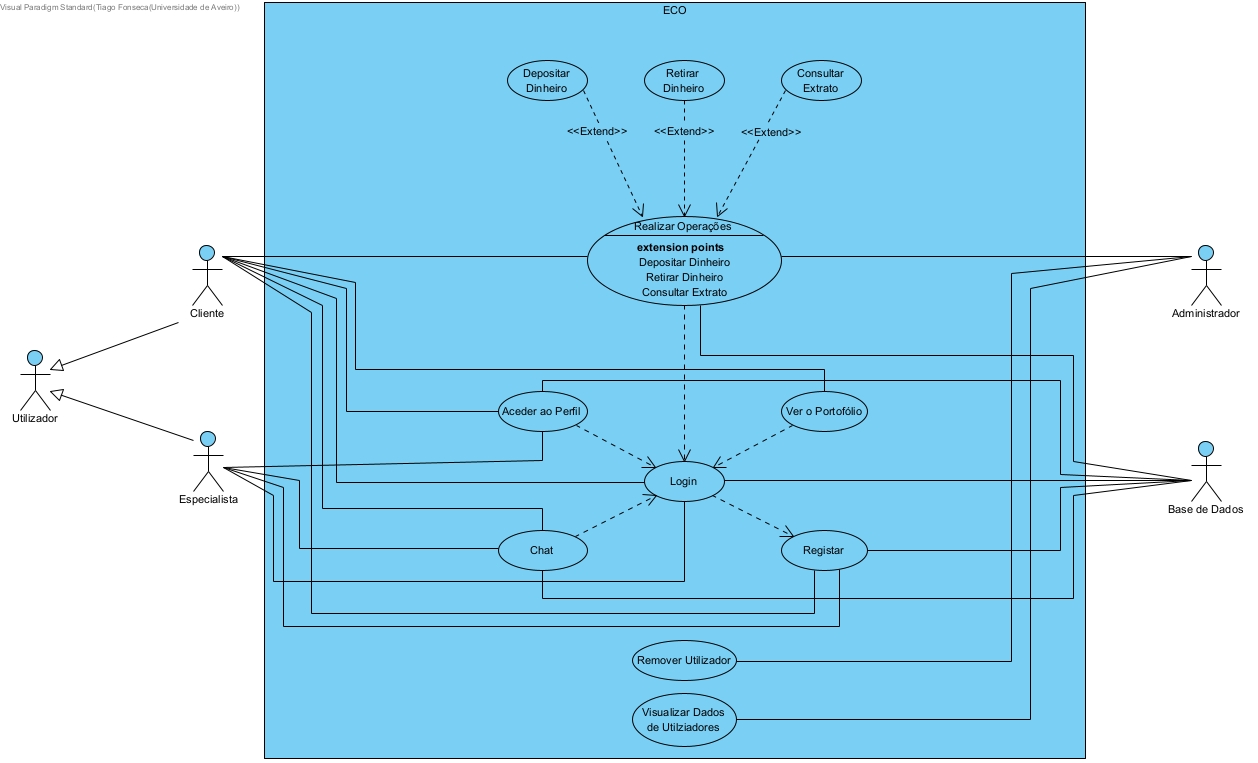 Visual Paradigm Standard(Tiago Fonseca(Universidade de Aveiro))
ECO
Depositar
Dinheiro
Retirar
Dinheiro
Consultar
Extrato
<<Extend>>
<<Extend>>
<<Extend>>
Realizar Operações
extension points
Depositar Dinheiro
Retirar Dinheiro
Consultar Extrato
Cliente
Administrador
Utilizador
Aceder ao Perfil
Ver o Portofólio
Login
Especialista
Base de Dados
Chat
Registar
Remover Utilizador
Visualizar Dados
de Utilziadores